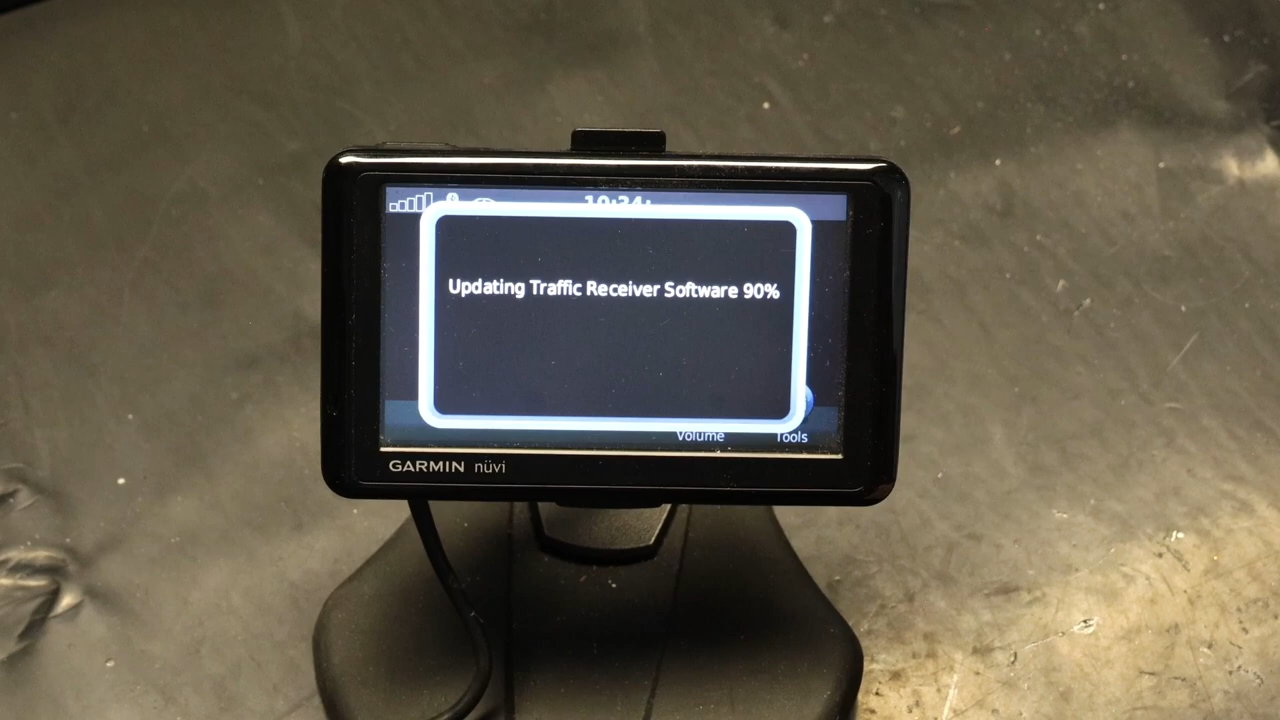 Updating Traffic Receiver Software 90%
Volume Tools
GARMIN nüvi